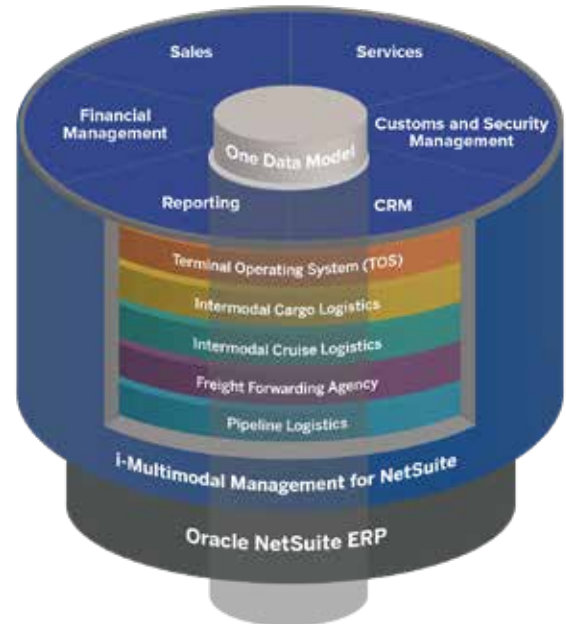 Sales
Services
Financial
Management
Customs and Security
Management
One Data Model
Reporting
CRM
Terminal Operating System (TOS)
Intermodal Cargo Logistics
Intermodal Cruise Logistics
Freight Forwarding Agency
Pipeline Logistics
i-Multimodal Management for NetSuite
Oracle NetSuite ERP